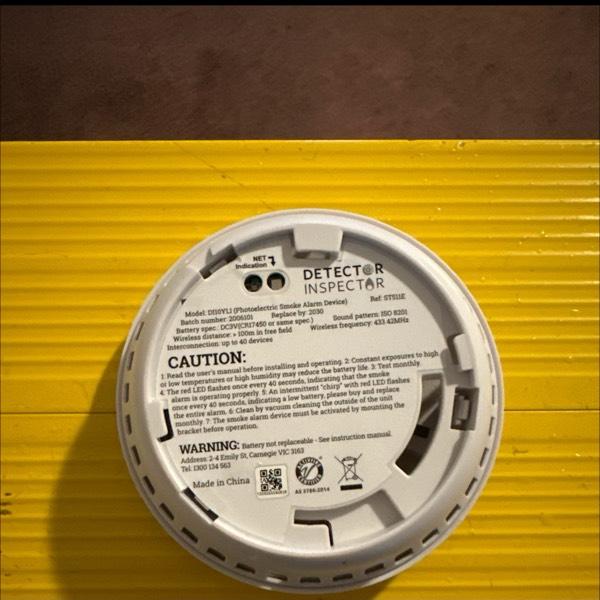 NET
Indication
DETECTOR
INSPECTOR
Model: DI10YL1 (Photoelectric Smoke Alarm Device) Ref: ST511E
Batch number: 2006101 Replace by: 2030
Battery spec.: DC3V(CR17450 or same spec.) Sound pattern: ISO 8201
Wireless distance: > 100m in free field Wireless frequency: 433.42MHz
Interconnection: up to 40 devices
CAUTION:
1: Read the user's manual before installing and operating. 2: Constant exposures to high
or low temperatures or high humidity may reduce the battery life. 3: Test monthly.
4: The red LED flashes once every 40 seconds, indicating that the smoke
alarm is operating properly. 5: An intermittent "chirp" with red LED flashes
once every 40 seconds, indicating a low battery, please buy and replace
the entire alarm. 6: Clean by vacuum cleaning the outside of the unit
monthly. 7: The smoke alarm device must be activated by mounting the
bracket before operation.
WARNING: Battery not replaceable - See instruction manual.
Address: 2-4 Emily St, Carnegie VIC 3163
Tel: 1300 134 563
Made in China
AS 3786:2014